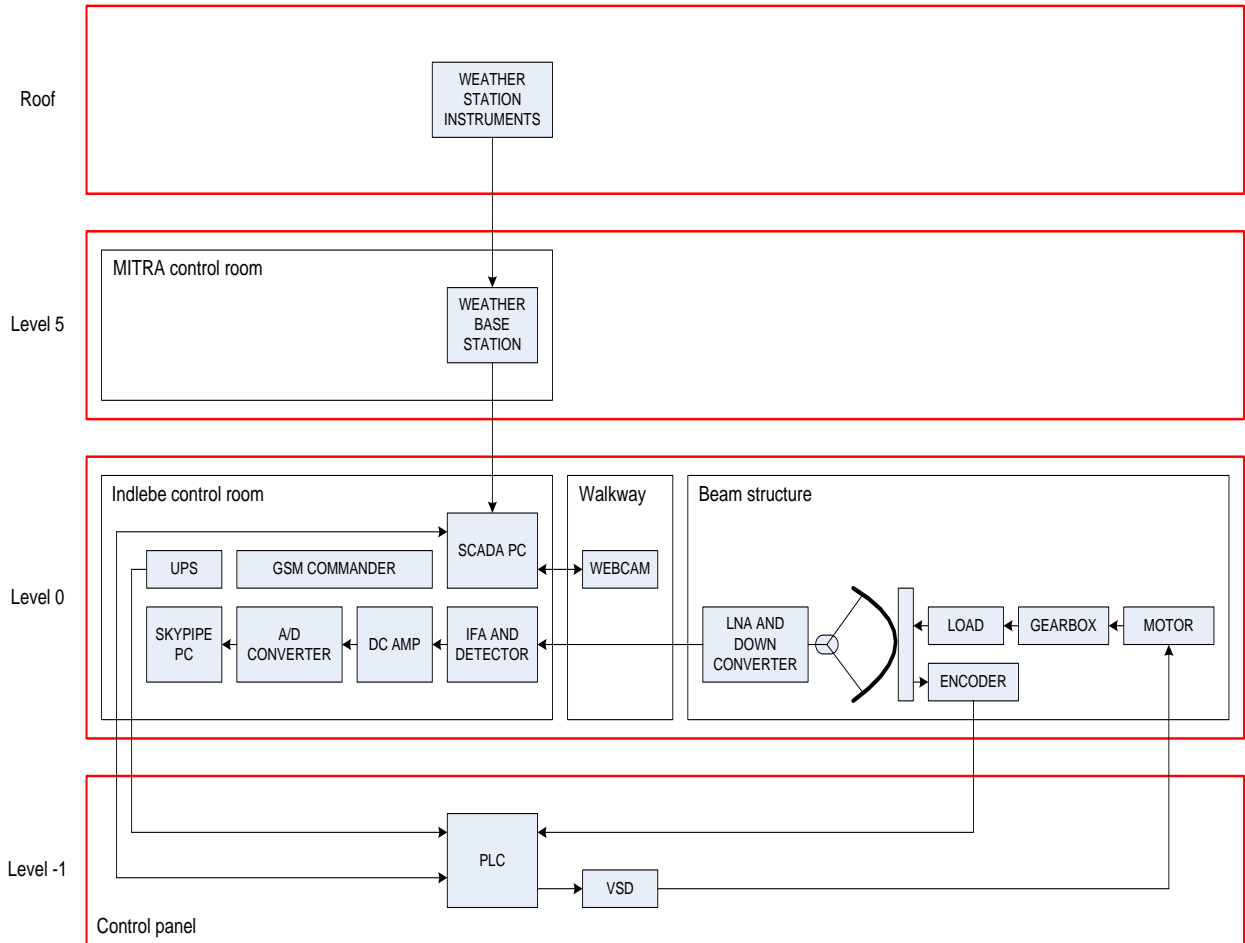 Roof
WEATHER
STATION
INSTRUMENTS
Level 5
MITRA control room
WEATHER
BASE
STATION
Level 0
Indlebe control room
SCADA PC
UPS
GSM COMMANDER
SKYPIPE
PC
A/D
CONVERTER
DC AMP
IFA AND
DETECTOR
Walkway
WEBCAM
Beam structure
LNA AND
DOWN
CONVERTER
LOAD
GEARBOX
MOTOR
ENCODER
Level -1
PLC
VSD
Control panel